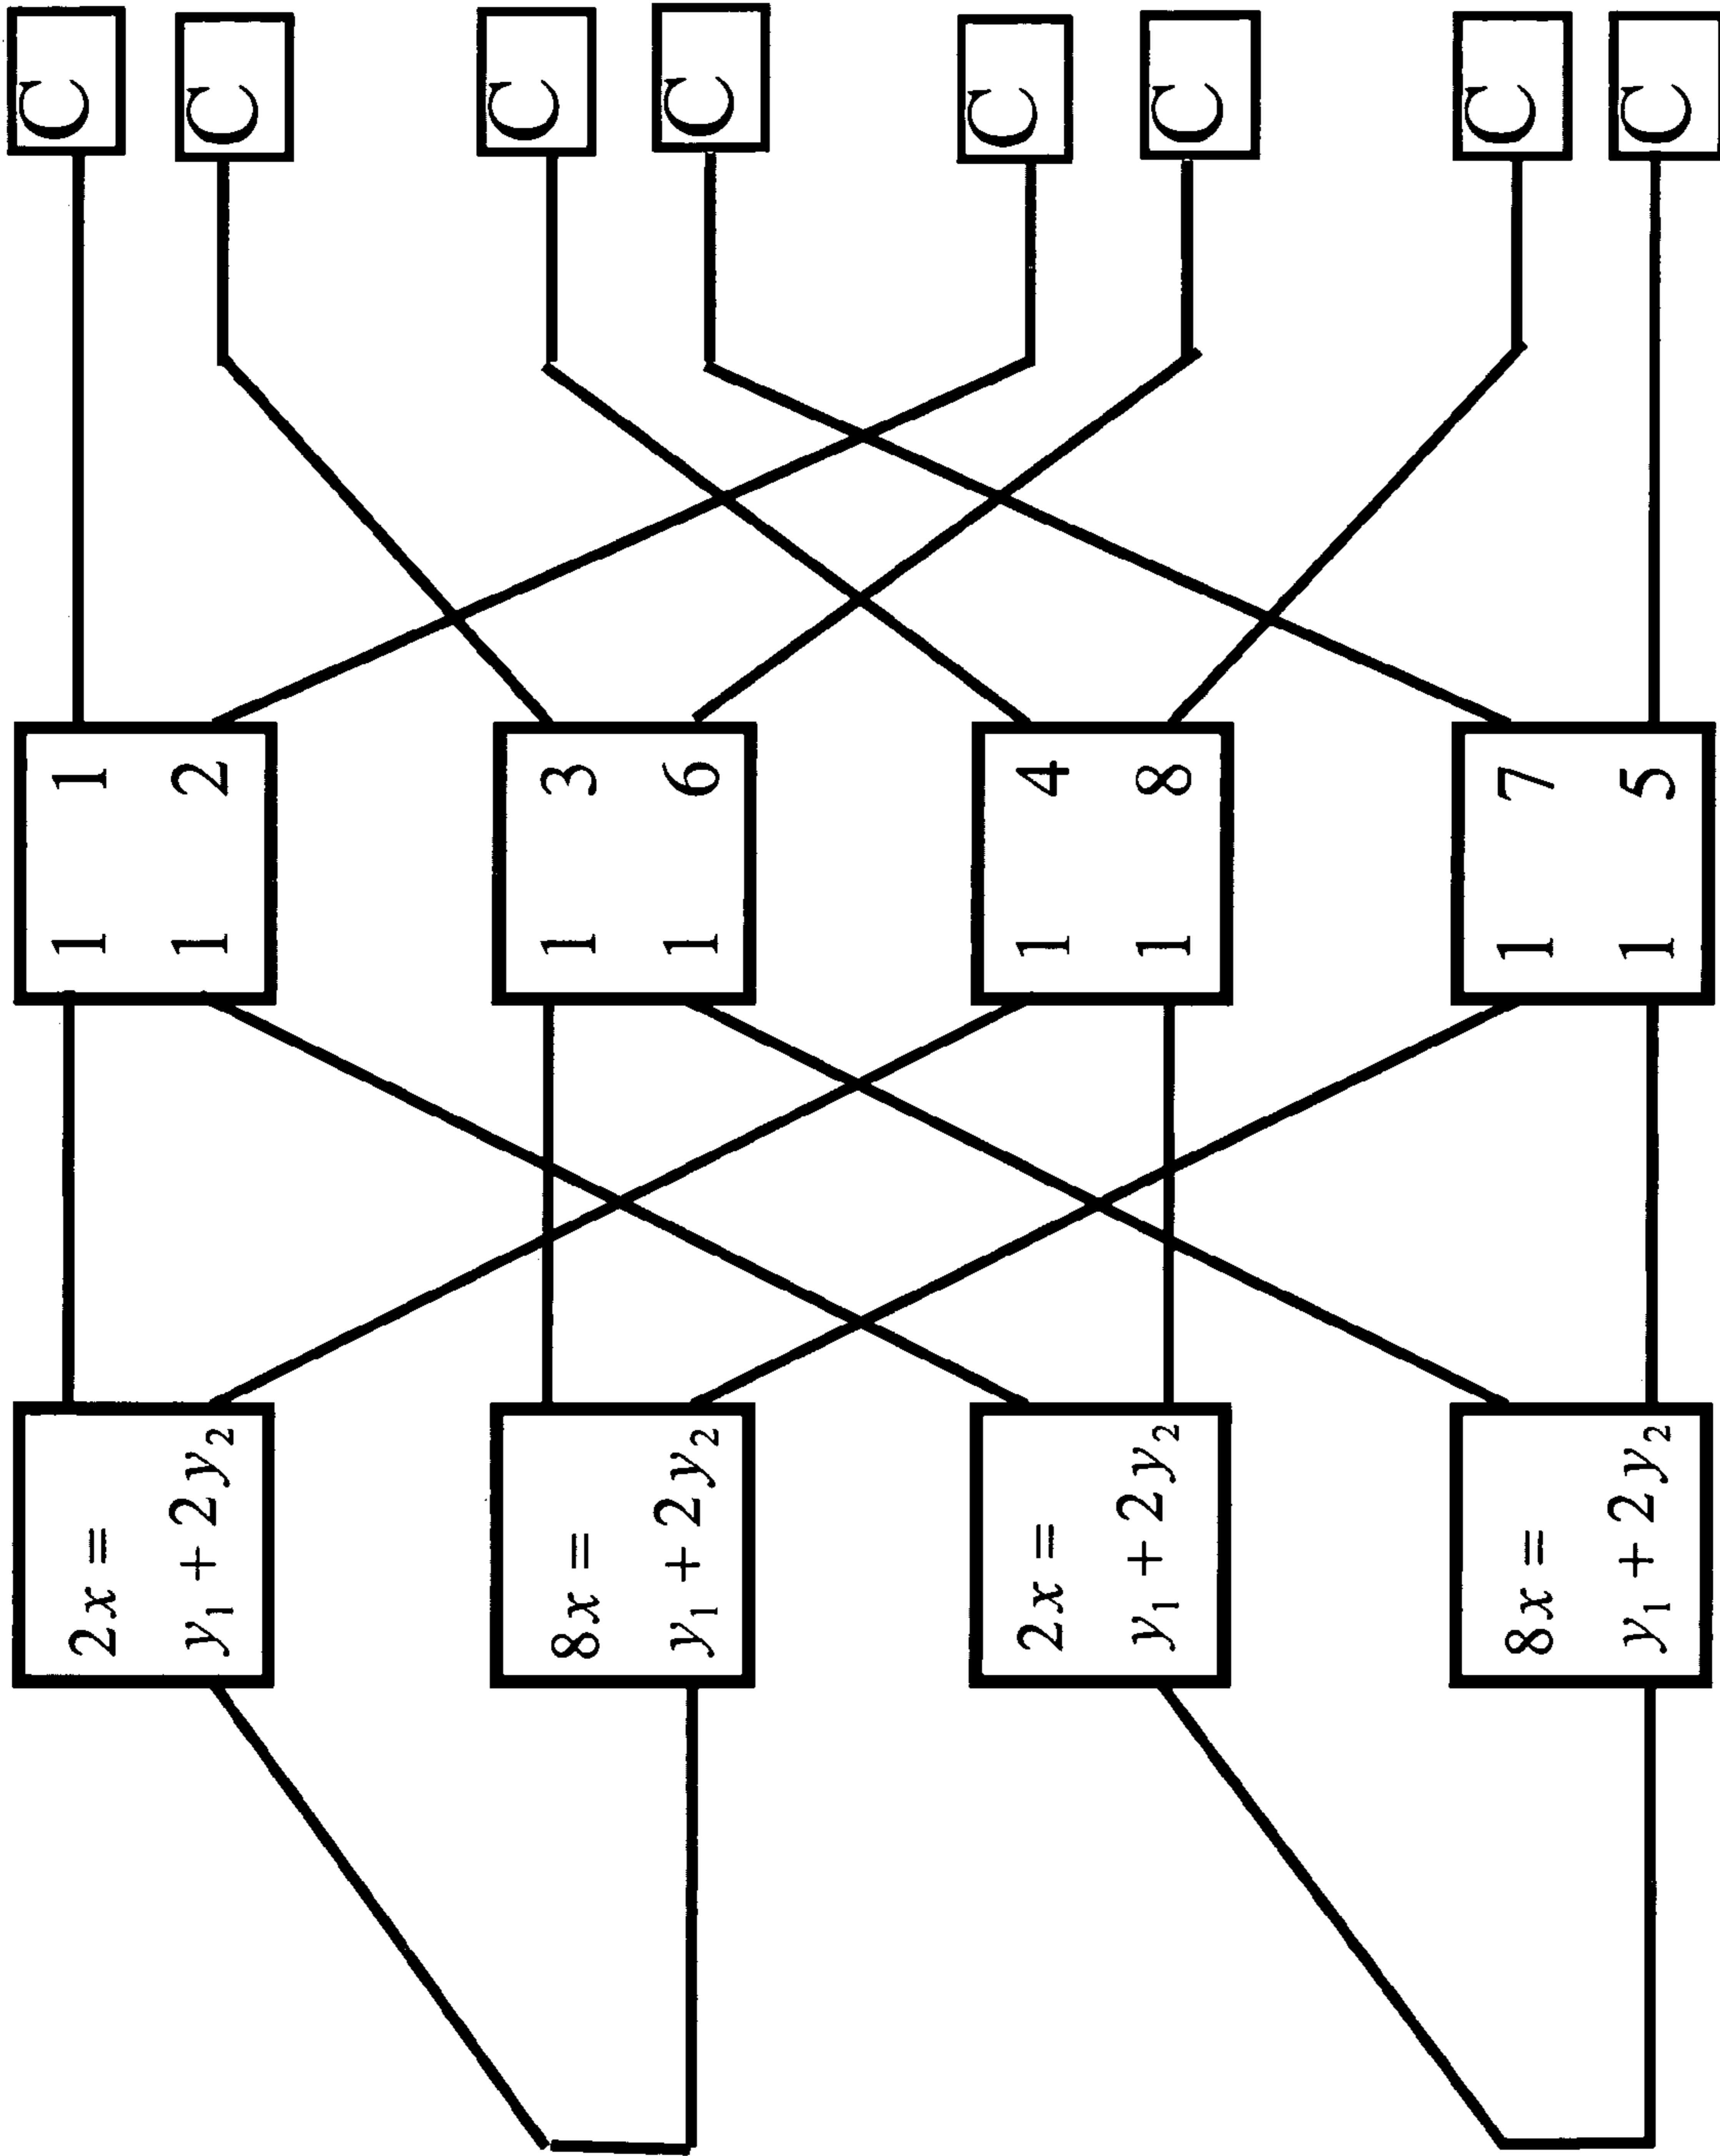 2x =
y₁ + 2y₂
1 1
1 2
C
C
8x =
y₁ + 2y₂
1 3
1 6
C
C
2x =
y₁ + 2y₂
1 4
1 8
C
C
8x =
y₁ + 2y₂
1 7
1 5
C
C